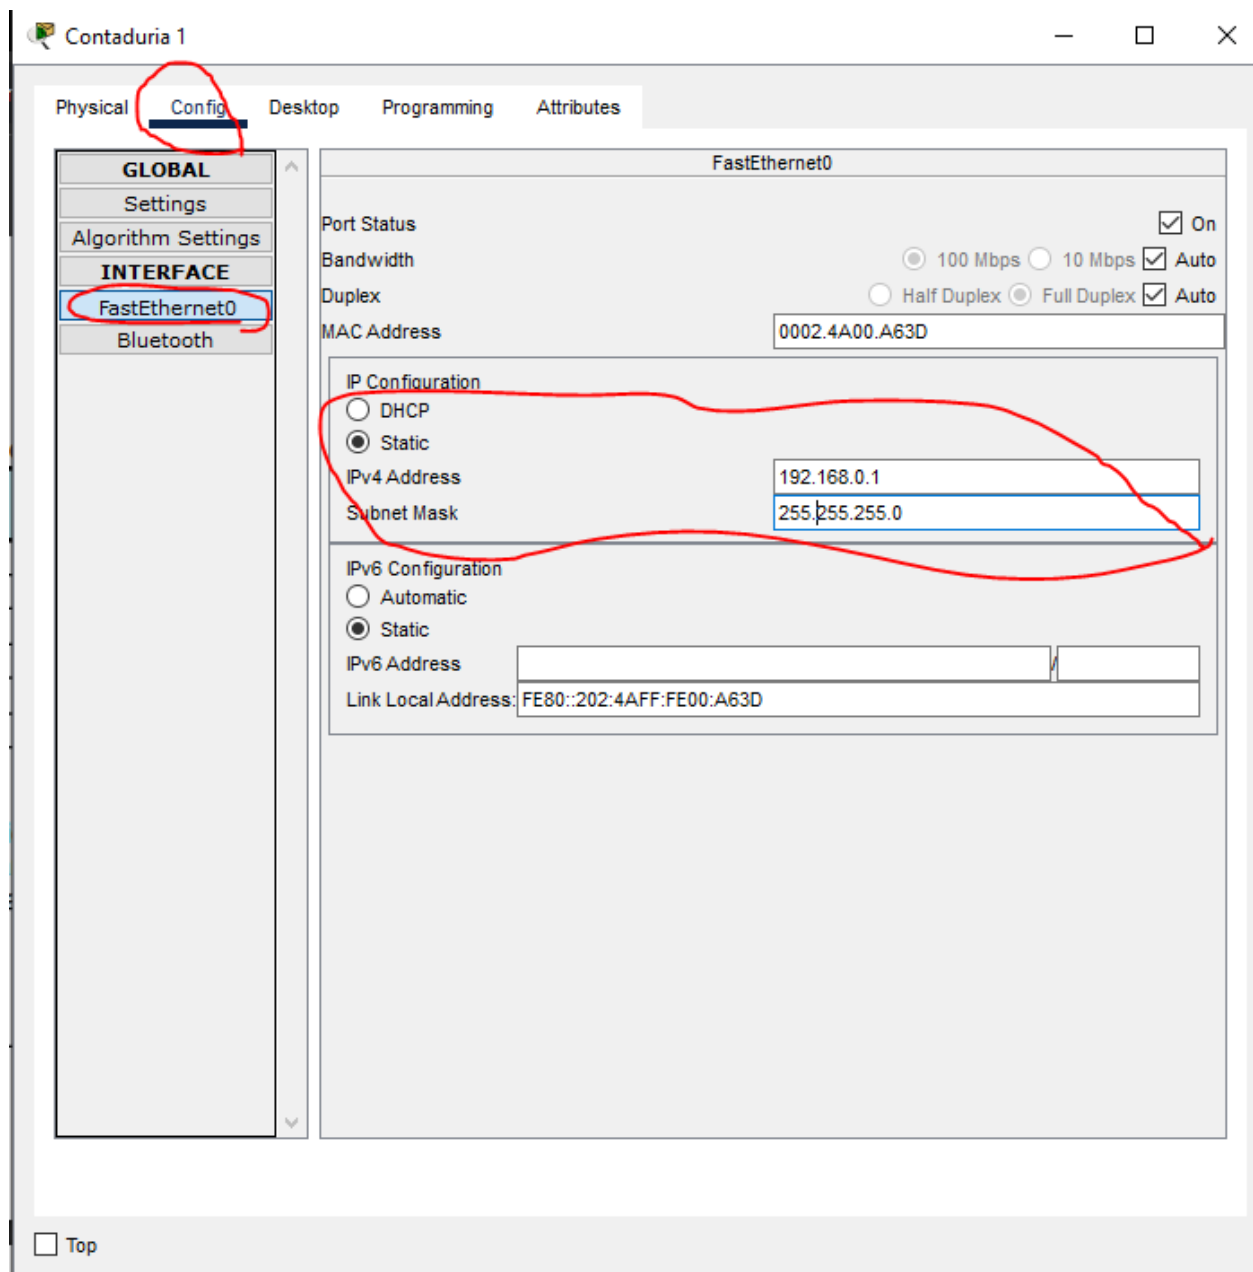 Contaduria 1
Physical Config Desktop Programming Attributes
GLOBAL
Settings
Algorithm Settings
INTERFACE
FastEthernet0
Bluetooth
FastEthernet0
Port Status On
Bandwidth 100 Mbps 10 Mbps Auto
Duplex Half Duplex Full Duplex Auto
MAC Address 0002.4A00.A63D
IP Configuration
DHCP
Static
IPv4 Address 192.168.0.1
Subnet Mask 255.255.255.0
IPv6 Configuration
Automatic
Static
IPv6 Address /
Link Local Address: FE80::202:4AFF:FE00:A63D
Top